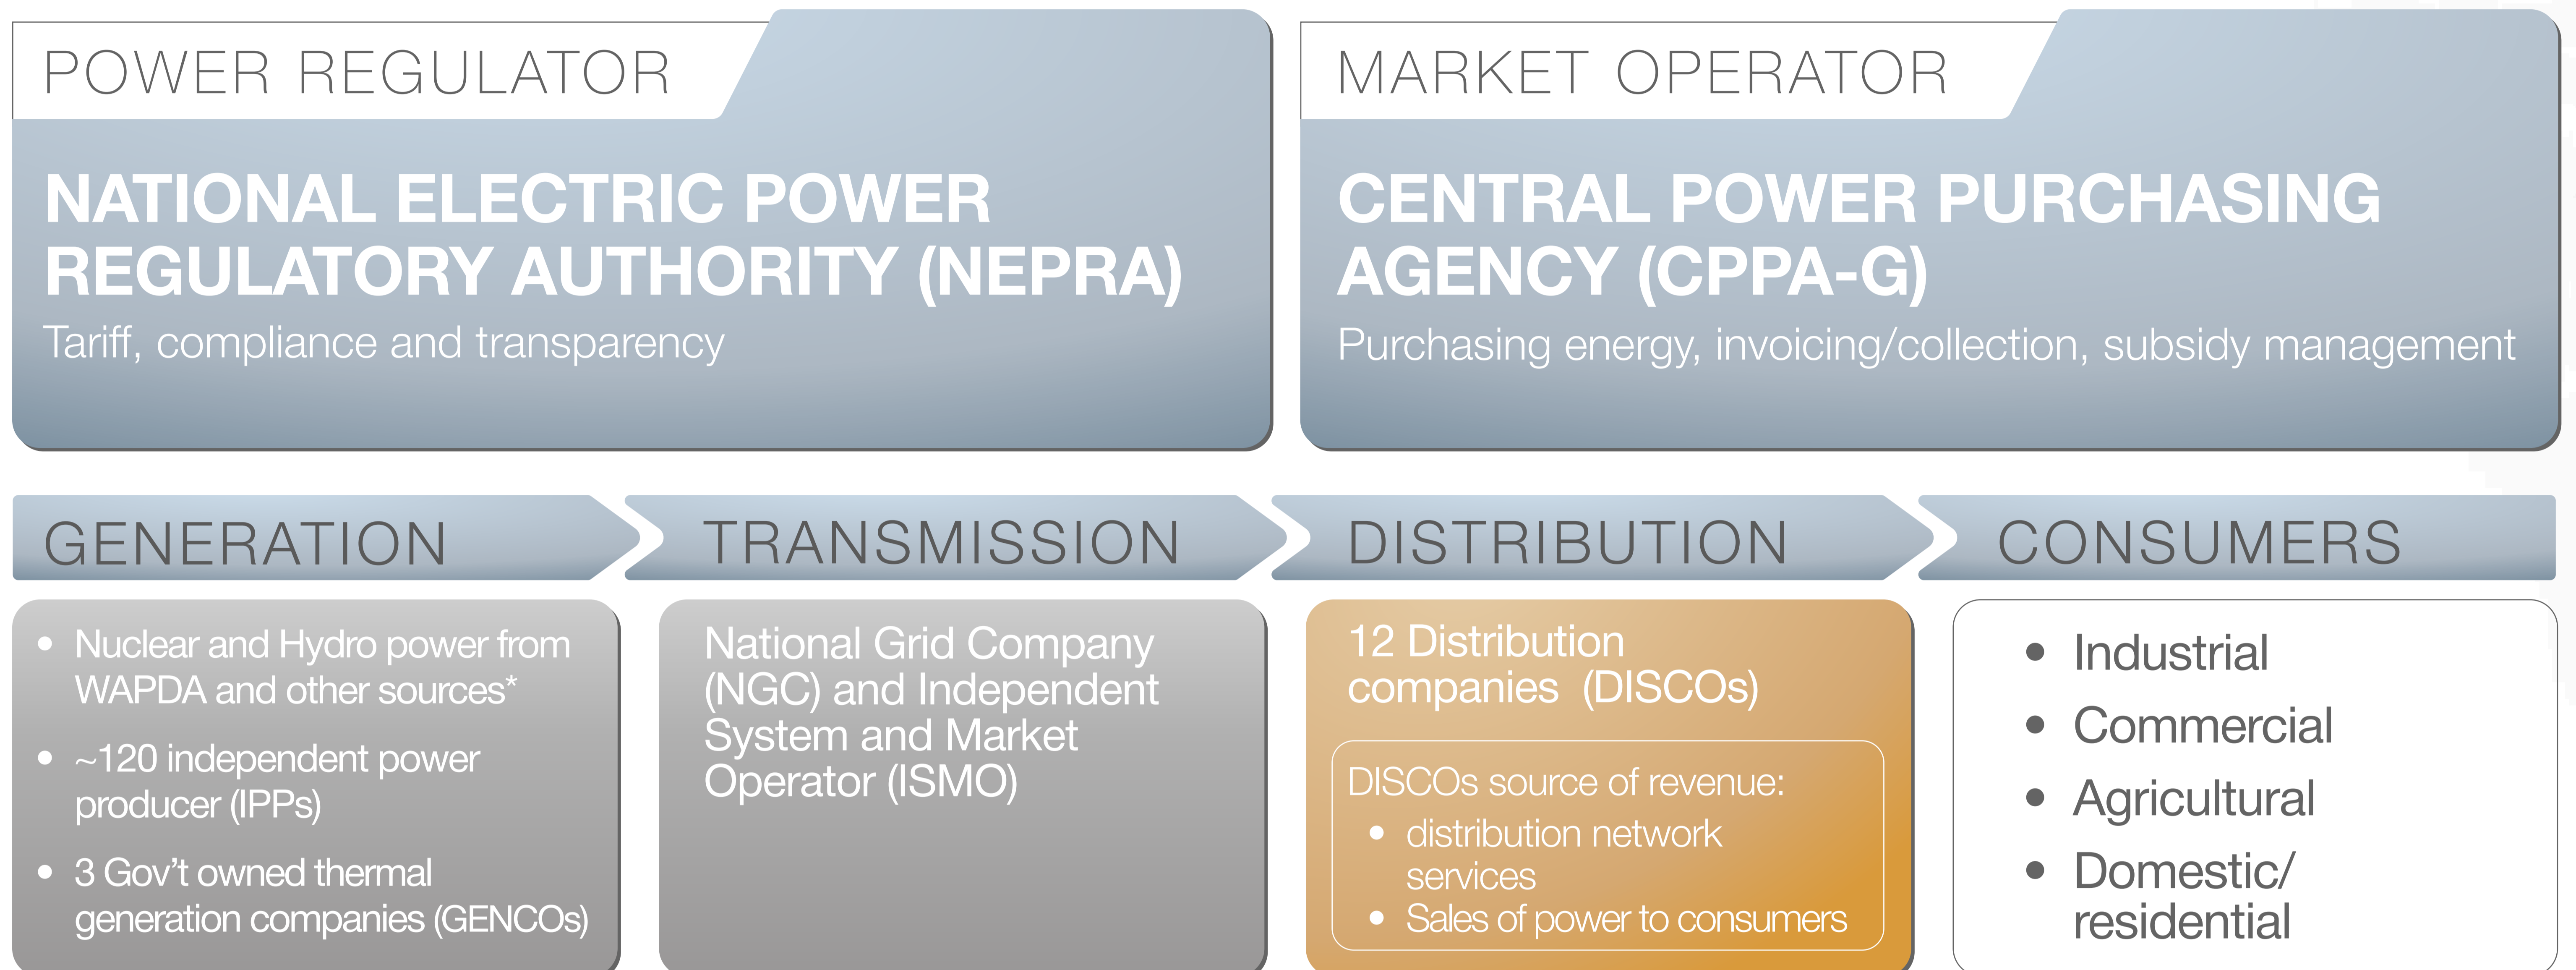 POWER REGULATOR
NATIONAL ELECTRIC POWER
REGULATORY AUTHORITY (NEPRA)
Tariff, compliance and transparency
MARKET OPERATOR
CENTRAL POWER PURCHASING
AGENCY (CPPA-G)
Purchasing energy, invoicing/collection, subsidy management
GENERATION
• Nuclear and Hydro power from
WAPDA and other sources*
• ~120 independent power
producer (IPPs)
• 3 Gov’t owned thermal
generation companies (GENCOs)
TRANSMISSION
National Grid Company
(NGC) and Independent
System and Market
Operator (ISMO)
DISTRIBUTION
12 Distribution
companies (DISCOs)
DISCOs source of revenue:
• distribution network
services
• Sales of power to consumers
CONSUMERS
• Industrial
• Commercial
• Agricultural
• Domestic/
residential